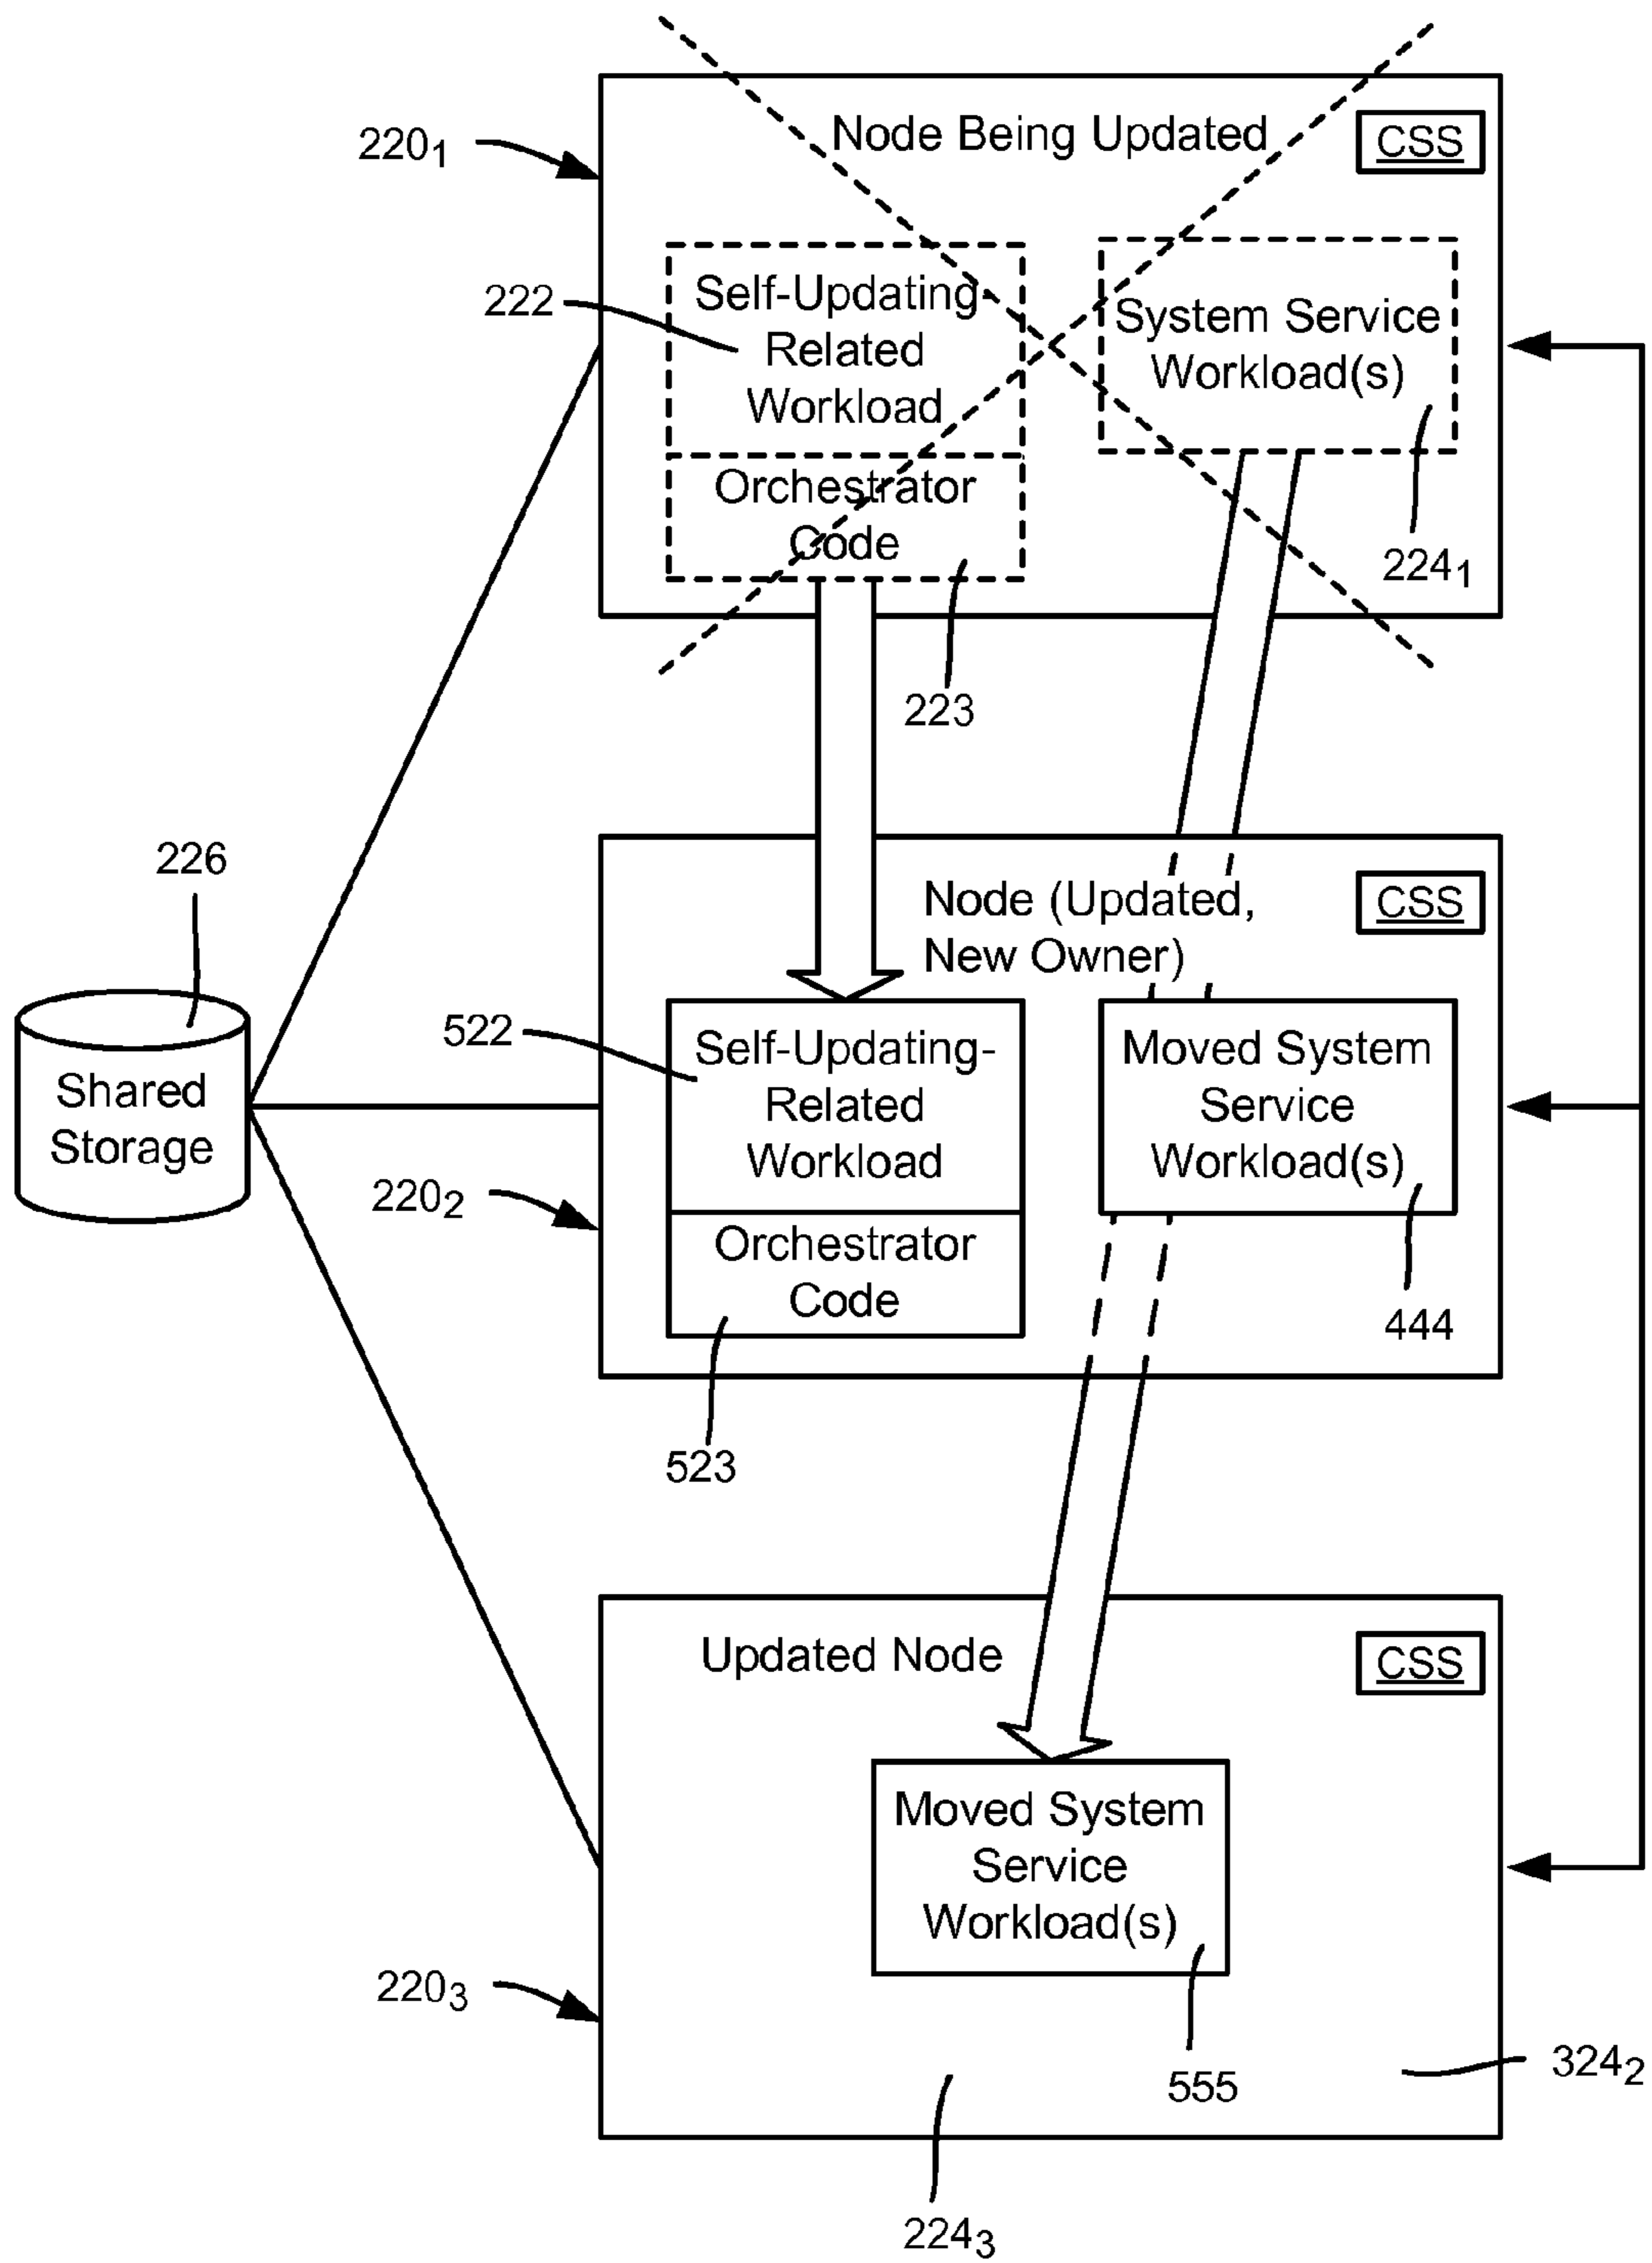 Node Being Updated
CSS
220₁
Self-Updating-
Related
Workload
222
System Service
Workload(s)
Orchestrator
Code
224₁
223
226
Node (Updated,
New Owner)
CSS
522
Self-Updating-
Related
Workload
Moved System
Service
Workload(s)
Shared
Storage
220₂
Orchestrator
Code
444
523
Updated Node
CSS
Moved System
Service
Workload(s)
220₃
555
324₂
224₃